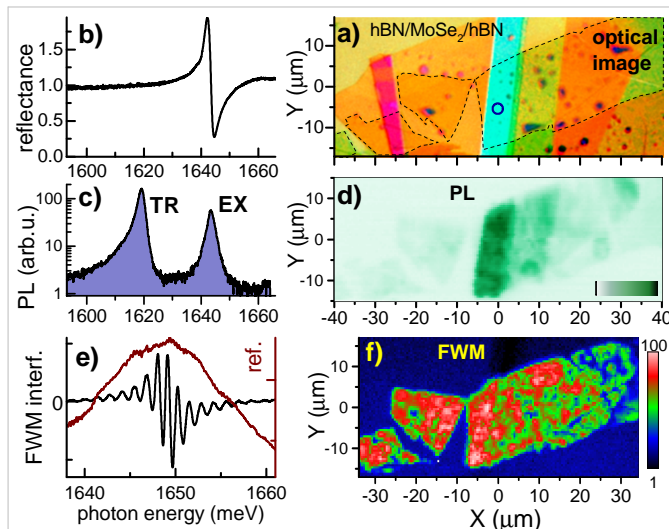 b)
reflectance
0.0
0.5
1.0
1.5
1600 1620 1640 1660
a)
hBN/MoSe₂/hBN
optical
image
Y (μm)
10
0
-10
c)
TR
EX
PL (arb.u.)
100
10
1
1600 1620 1640 1660
d)
PL
Y (μm)
10
0
-10
-40 -30 -20 -10 0 10 20 30 40
e)
ref.
FWM interf.
0
1640 1650 1660
photon energy (meV)
f)
FWM
100
1
Y (μm)
10
0
-10
-30 -20 -10 0 10 20 30
X (μm)